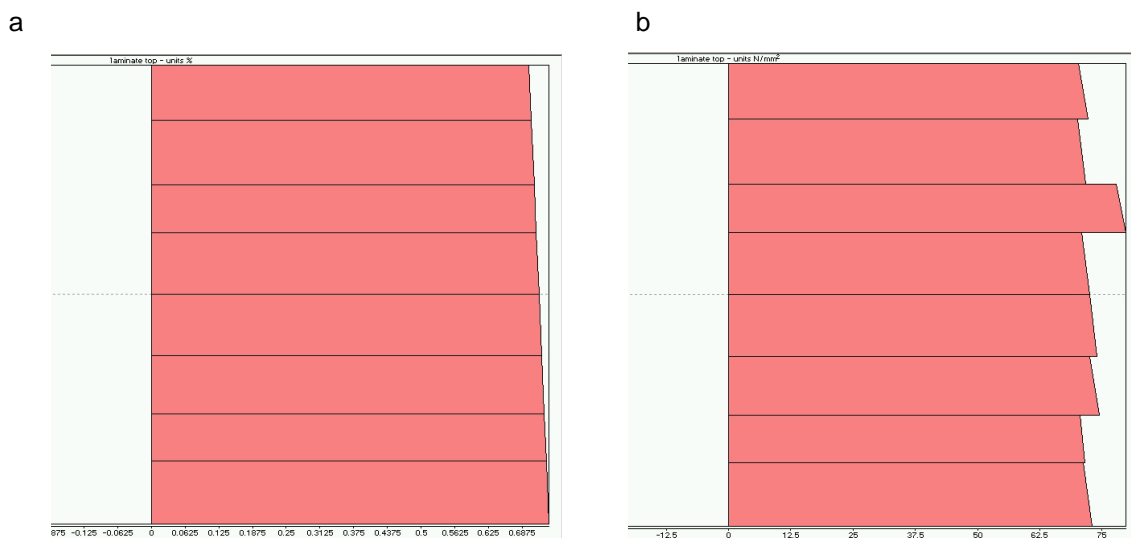 a
b
laminate top - units %
laminate top - units N/mm²
875 -0.125 -0.0625 0 0.0625 0.125 0.1875 0.25 0.3125 0.375 0.4375 0.5 0.5625 0.625 0.6875
-12.5 0 12.5 25 37.5 50 62.5 75